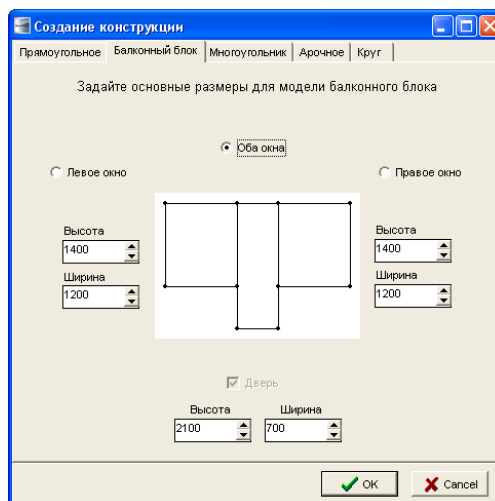 Создание конструкции
Прямоугольное Балконный блок Многоугольник Арочное Круг
Задайте основные размеры для модели балконного блока
Оба окна
Левое окно Правое окно
Высота Высота
1400 1400
Ширина Ширина
1200 1200
Дверь
Высота Ширина
2100 700
OK Cancel